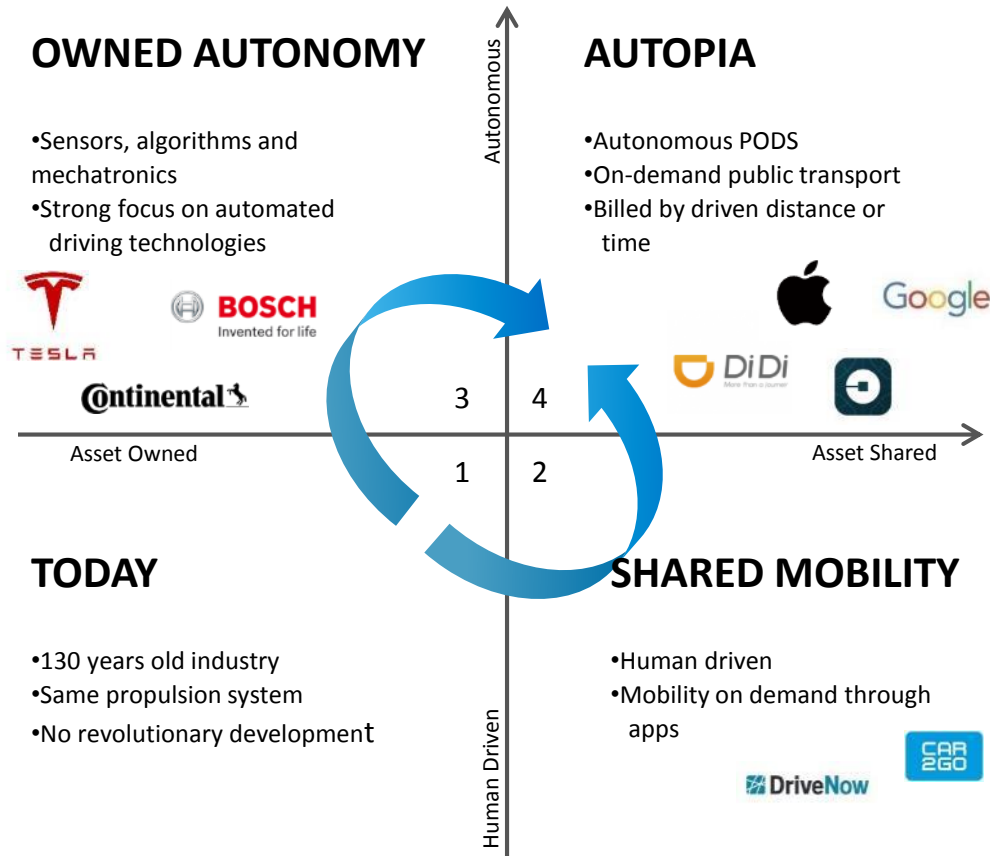 OWNED AUTONOMY
•Sensors, algorithms and
mechatronics
•Strong focus on automated
driving technologies
TESLA
BOSCH
Invented for life
Continental
Autonomous
AUTOPIA
•Autonomous PODS
•On-demand public transport
•Billed by driven distance or
time
Google
DiDi
More than a journey
3
4
Asset Owned
Asset Shared
1
2
TODAY
•130 years old industry
•Same propulsion system
•No revolutionary development
Human Driven
SHARED MOBILITY
•Human driven
•Mobility on demand through
apps
CAR
2GO
DriveNow